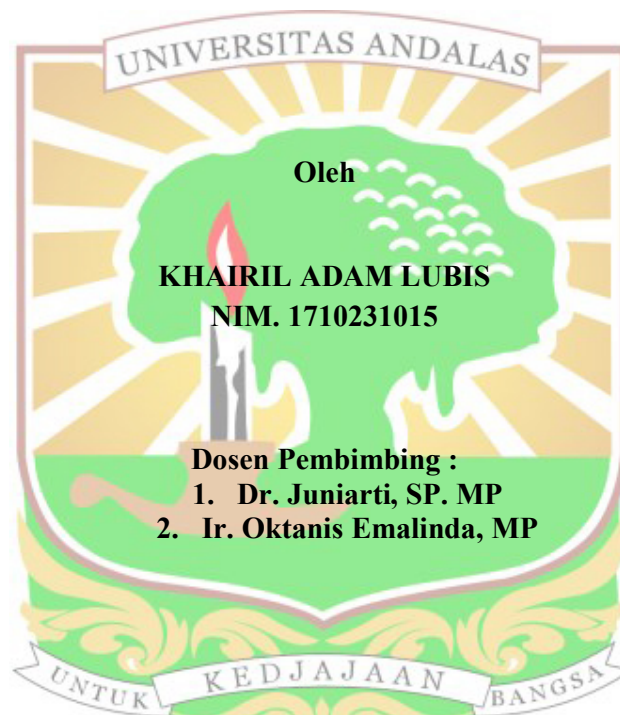 UNIVERSITAS ANDALAS
Oleh
KHAIRIL ADAM LUBIS
NIM. 1710231015
Dosen Pembimbing :
1. Dr. Juniarti, SP. MP
2. Ir. Oktanis Emalinda, MP
UNTUK KEDJAJAAN BANGSA